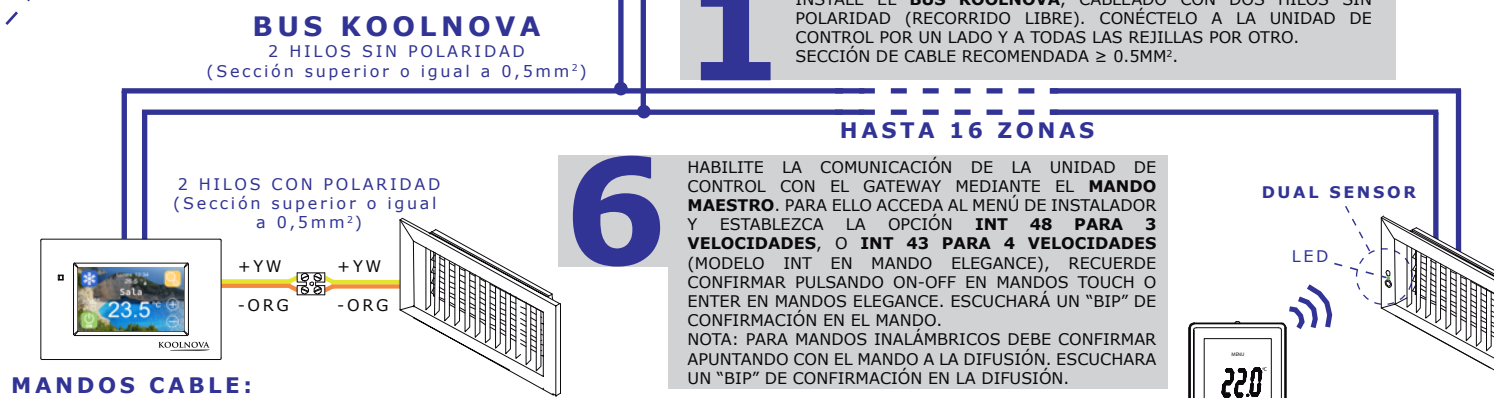 BUS KOOLNOVA
2 HILOS SIN POLARIDAD
(Sección superior o igual a 0,5mm²)
1
INSTALE EL BUS KOOLNOVA, CABLEADO CON DOS HILOS SIN
POLARIDAD (RECORRIDO LIBRE). CONÉCTELO A LA UNIDAD DE
CONTROL POR UN LADO Y A TODAS LAS REJILLAS POR OTRO.
SECCIÓN DE CABLE RECOMENDADA ≥ 0.5MM².
HASTA 16 ZONAS
2 HILOS CON POLARIDAD
(Sección superior o igual
a 0,5mm²)
+YW
+YW
-ORG
-ORG
Sala
23.5°C
KOOLNOVA
MANDOS CABLE:
6
HABILITE LA COMUNICACIÓN DE LA UNIDAD DE
CONTROL CON EL GATEWAY MEDIANTE EL MANDO
MAESTRO. PARA ELLO ACCEDA AL MENÚ DE INSTALADOR
Y ESTABLEZCA LA OPCIÓN INT 48 PARA 3
VELOCIDADES, O INT 43 PARA 4 VELOCIDADES
(MODELO INT EN MANDO ELEGANCE), RECUERDE
CONFIRMAR PULSANDO ON-OFF EN MANDOS TOUCH O
ENTER EN MANDOS ELEGANCE. ESCUCHARÁ UN “BIP” DE
CONFIRMACIÓN EN EL MANDO.
NOTA: PARA MANDOS INALÁMBRICOS DEBE CONFIRMAR
APUNTANDO CON EL MANDO A LA DIFUSIÓN. ESCUCHARA
UN “BIP” DE CONFIRMACIÓN EN LA DIFUSIÓN.
DUAL SENSOR
LED
MENU
22.0°C